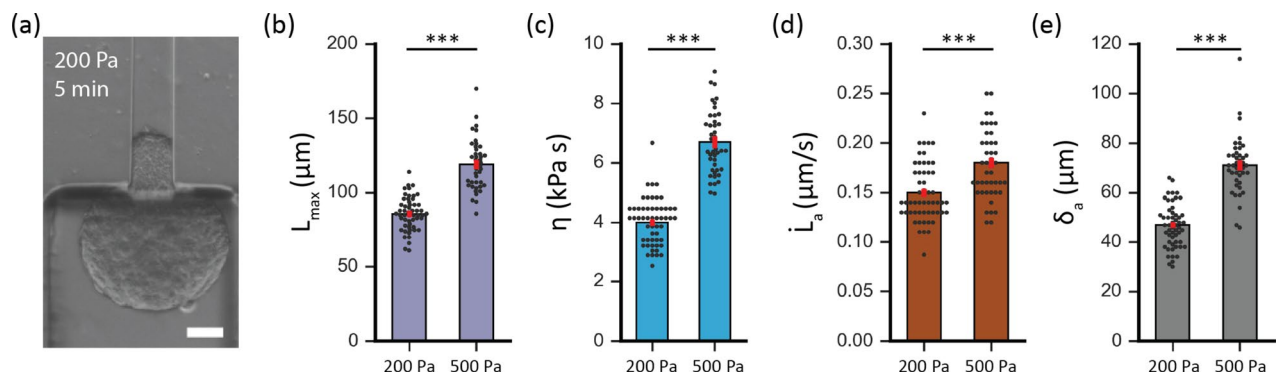 (a)
200 Pa
5 min
(b)
***
L_max (µm)
200
150
100
50
0
200 Pa 500 Pa
(c)
***
η (kPa s)
10
8
6
4
2
0
200 Pa 500 Pa
(d)
***
L̇ₐ (µm/s)
0.30
0.25
0.20
0.15
0.10
0.05
0.00
200 Pa 500 Pa
(e)
***
δₐ (µm)
120
100
80
60
40
20
0
200 Pa 500 Pa